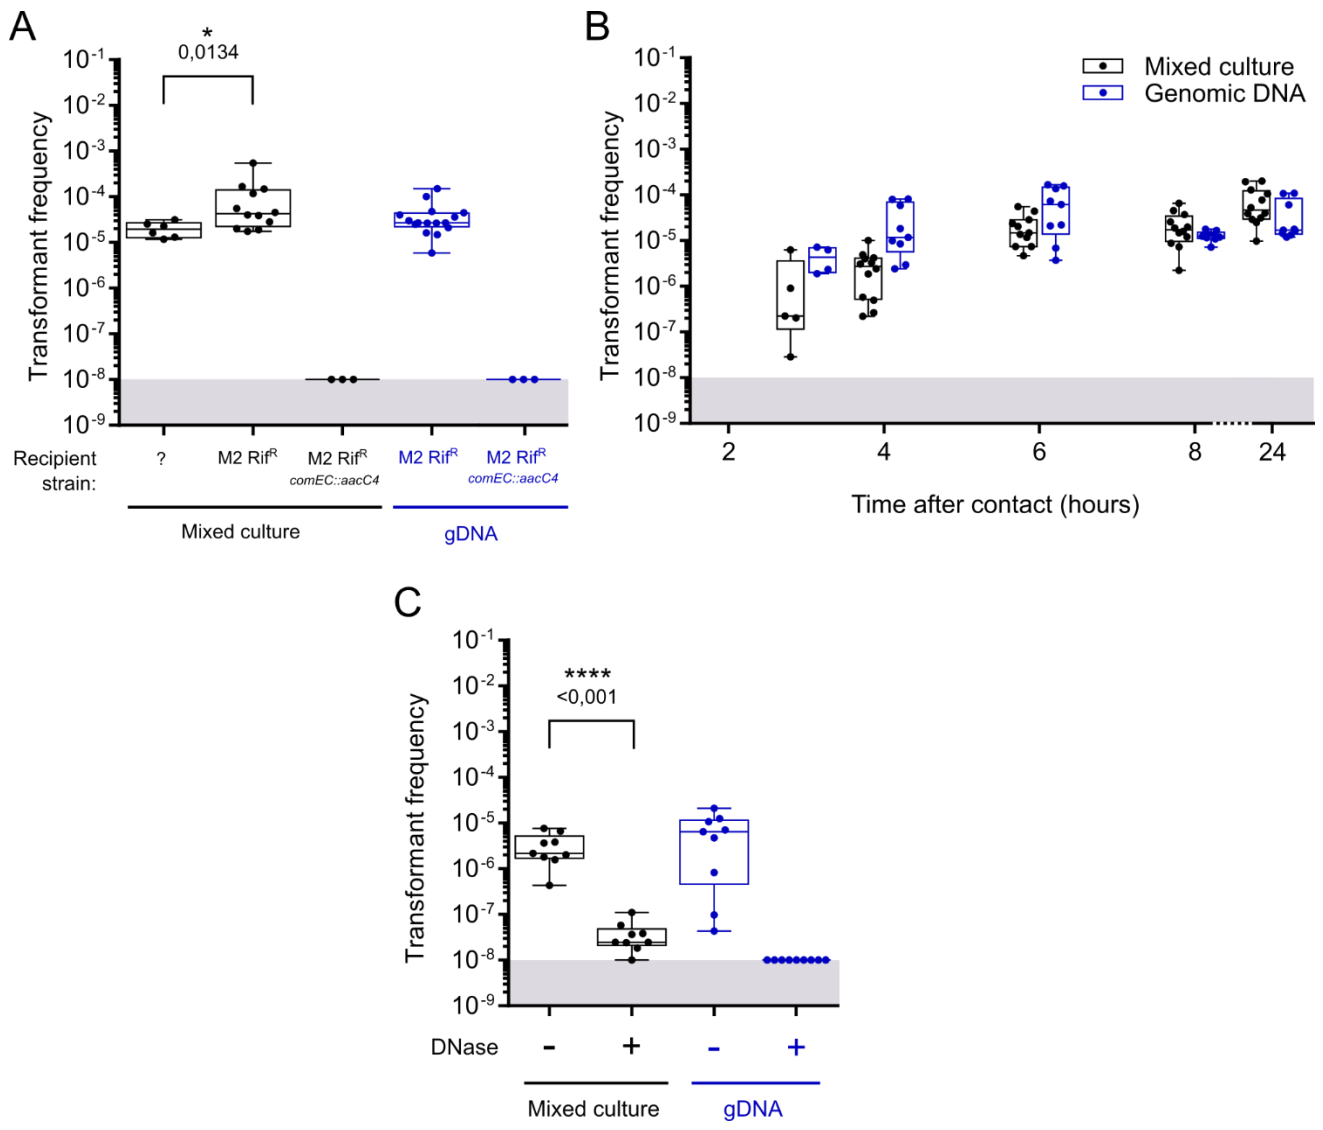 A
*
0,0134
Transformant frequency
10-1
10-2
10-3
10-4
10-5
10-6
10-7
10-8
10-9
Recipient strain:
?
M2 RifR
M2 RifR
comEC::aacC4
M2 RifR
M2 RifR
comEC::aacC4
Mixed culture
gDNA
B
Mixed culture
Genomic DNA
Transformant frequency
10-1
10-2
10-3
10-4
10-5
10-6
10-7
10-8
10-9
2 4 6 8 24
Time after contact (hours)
C
****
<0,001
Transformant frequency
10-1
10-2
10-3
10-4
10-5
10-6
10-7
10-8
10-9
DNase - + - +
Mixed culture
gDNA